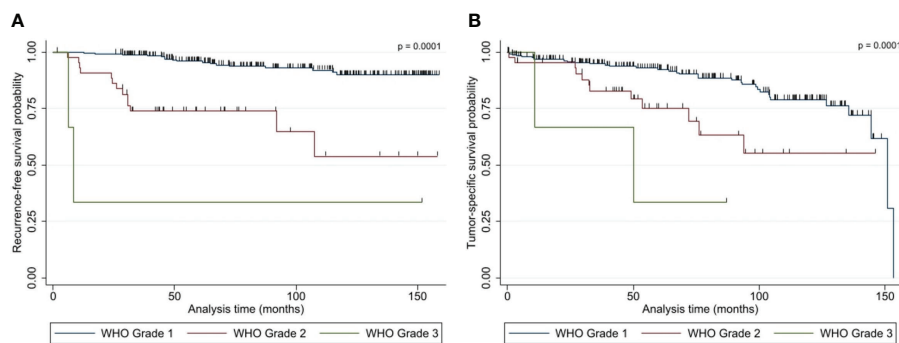 A
p = 0.0001
Recurrence-free survival probability
1.00
0.75
0.50
0.25
0.00
0
50
100
150
Analysis time (months)
WHO Grade 1 WHO Grade 2 WHO Grade 3
B
p = 0.0001
Tumor-specific survival probability
1.00
0.75
0.50
0.25
0.00
0
50
100
150
Analysis time (months)
WHO Grade 1 WHO Grade 2 WHO Grade 3